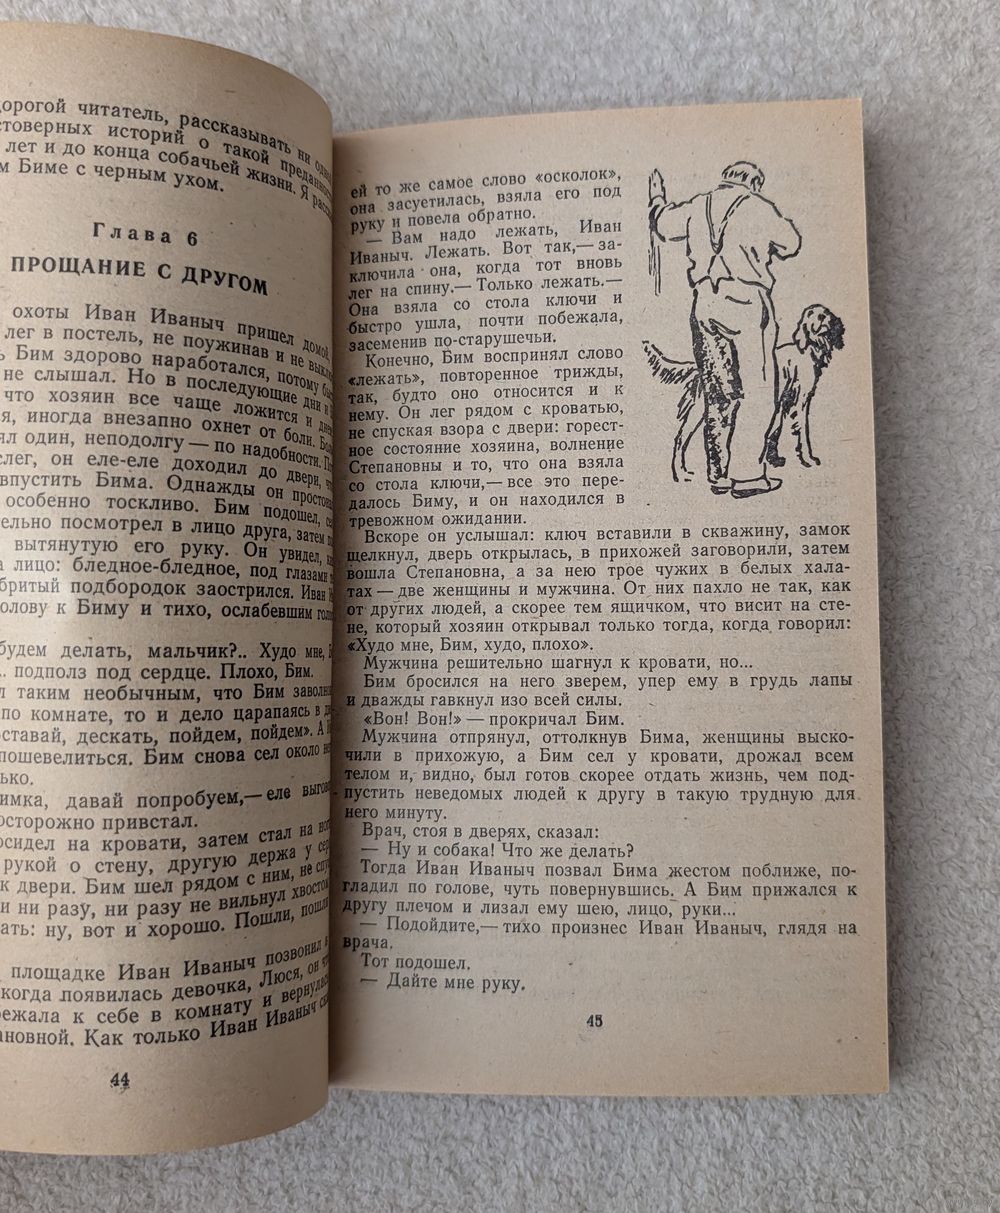 дорогой читатель, рассказывать ни одной
стоверных историй о такой преданности
лет и до конца собачьей жизни. Я
м Биме с черным ухом.
Глава 6
ПРОЩАНИЕ С ДРУГОМ
охоты Иван Иваныч пришел домой,
лег в постель, не поужинав и не
ь Бим здорово наработался, потому
не слышал. Но в последующие дни и
что хозяин все чаще ложится и днем
я, иногда внезапно охнет от боли.
ял один, неподолгу — по надобности.
слег, он еле-еле доходил до двери,
впустить Бима. Однажды он
особенно тоскливо. Бим подошел,
тельно посмотрел в лицо друга, затем
вытянутую его руку. Он увидел,
а лицо: бледное-бледное, под глазами
бритый подбородок заострился. Иван
олову к Биму и тихо, ослабевшим
будем делать, мальчик?.. Худо мне,
.. подполз под сердце. Плохо, Бим.
л таким необычным, что Бим
по комнате, то и дело царапаясь в
ставай, дескать, пойдем, пойдем». А
пошевелиться. Бим снова сел около
ько.
имка, давай попробуем,— еле
осторожно привстал.
осидел на кровати, затем стал на
рукой о стену, другую держа у
к двери. Бим шел рядом с ним, не
и ни разу, ни разу не вильнул хвостом.
ать: ну, вот и хорошо. Пошли, пошли
площадке Иван Иваныч позвонил в
когда появилась девочка, Люся, он
ежала к себе в комнату и вернулась
ановной. Как только Иван Иваныч
44
ей то же самое слово «осколок»,
она засуетилась, взяла его под
руку и повела обратно.
— Вам надо лежать, Иван
Иваныч. Лежать. Вот так,— за-
ключила она, когда тот вновь
лег на спину.— Только лежать.—
Она взяла со стола ключи и
быстро ушла, почти побежала,
засеменив по-старушечьи.
Конечно, Бим воспринял слово
«лежать», повторенное трижды,
так, будто оно относится и к
нему. Он лег рядом с кроватью,
не спуская взора с двери: горест-
ное состояние хозяина, волнение
Степановны и то, что она взяла
со стола ключи,— все это пере-
далось Биму, и он находился в
тревожном ожидании.
Вскоре он услышал: ключ вставили в скважину, замок
щелкнул, дверь открылась, в прихожей заговорили, затем
вошла Степановна, а за нею трое чужих в белых хала-
тах — две женщины и мужчина. От них пахло не так, как
от других людей, а скорее тем ящичком, что висит на сте-
не, который хозяин открывал только тогда, когда говорил:
«Худо мне, Бим, худо, плохо».
Мужчина решительно шагнул к кровати, но...
Бим бросился на него зверем, упер ему в грудь лапы
и дважды гавкнул изо всей силы.
«Вон! Вон!» — прокричал Бим.
Мужчина отпрянул, оттолкнув Бима, женщины выско-
чили в прихожую, а Бим сел у кровати, дрожал всем
телом и, видно, был готов скорее отдать жизнь, чем под-
пустить неведомых людей к другу в такую трудную для
него минуту.
Врач, стоя в дверях, сказал:
— Ну и собака! Что же делать?
Тогда Иван Иваныч позвал Бима жестом поближе, по-
гладил по голове, чуть повернувшись. А Бим прижался к
другу плечом и лизал ему шею, лицо, руки...
— Подойдите,— тихо произнес Иван Иваныч, глядя на
врача.
Тот подошел.
— Дайте мне руку.
45